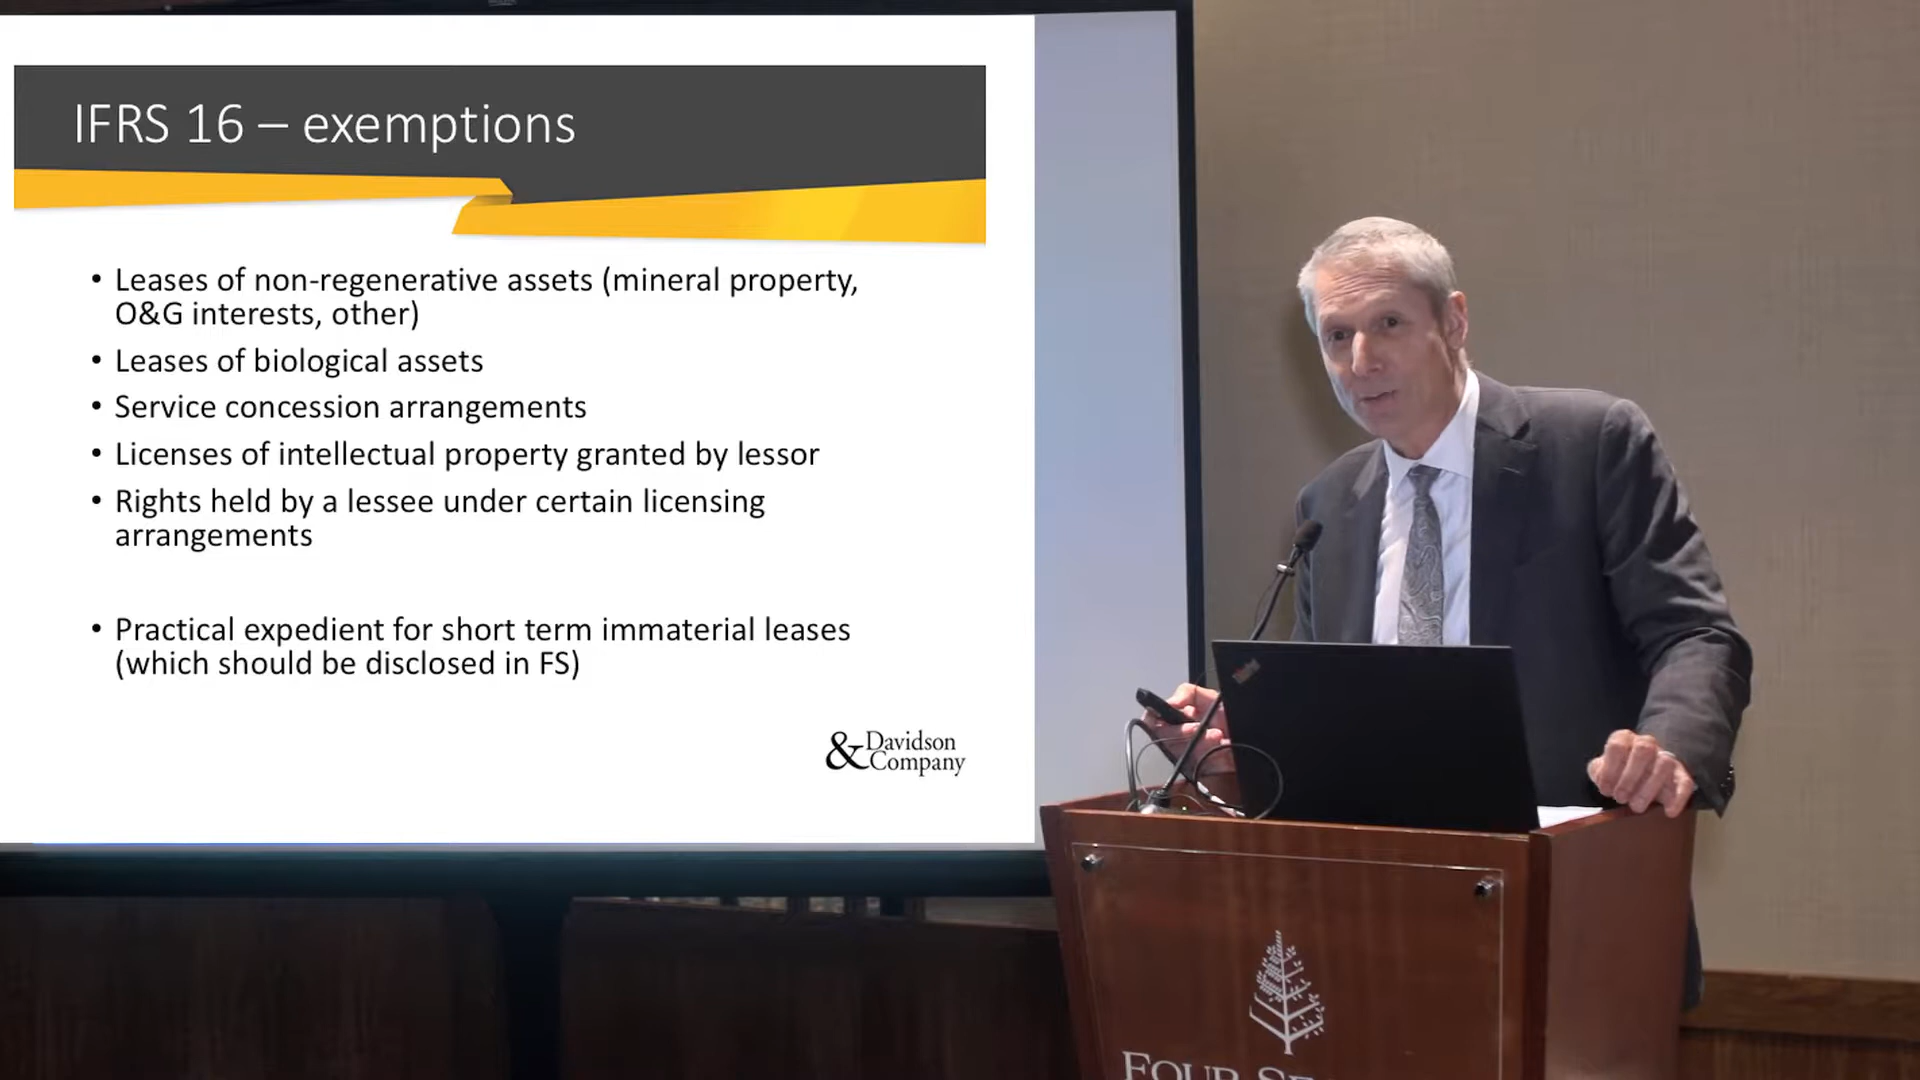 IFRS 16 – exemptions
• Leases of non-regenerative assets (mineral property,
O&G interests, other)
• Leases of biological assets
• Service concession arrangements
• Licenses of intellectual property granted by lessor
• Rights held by a lessee under certain licensing
arrangements
• Practical expedient for short term immaterial leases
(which should be disclosed in FS)
& Davidson
Company
FOUR